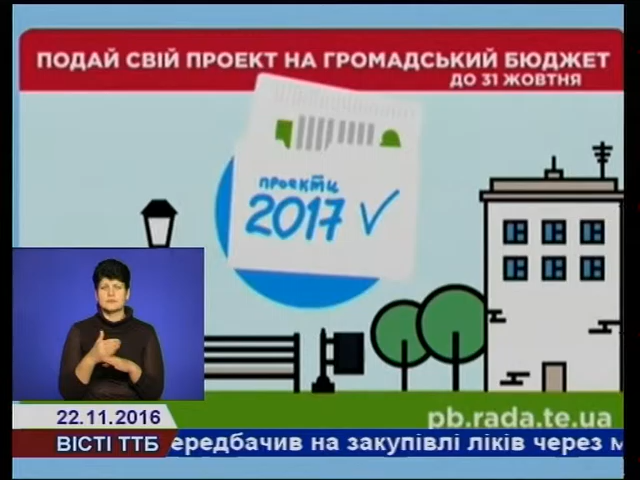 ПОДАЙ СВІЙ ПРОЕКТ НА ГРОМАДСЬКИЙ БЮДЖЕТ
ДО 31 ЖОВТНЯ
проекти
2017
22.11.2016
pb.rada.te.ua
ВІСТІ ТТБ
ередбачив на закупівлі ліків через м